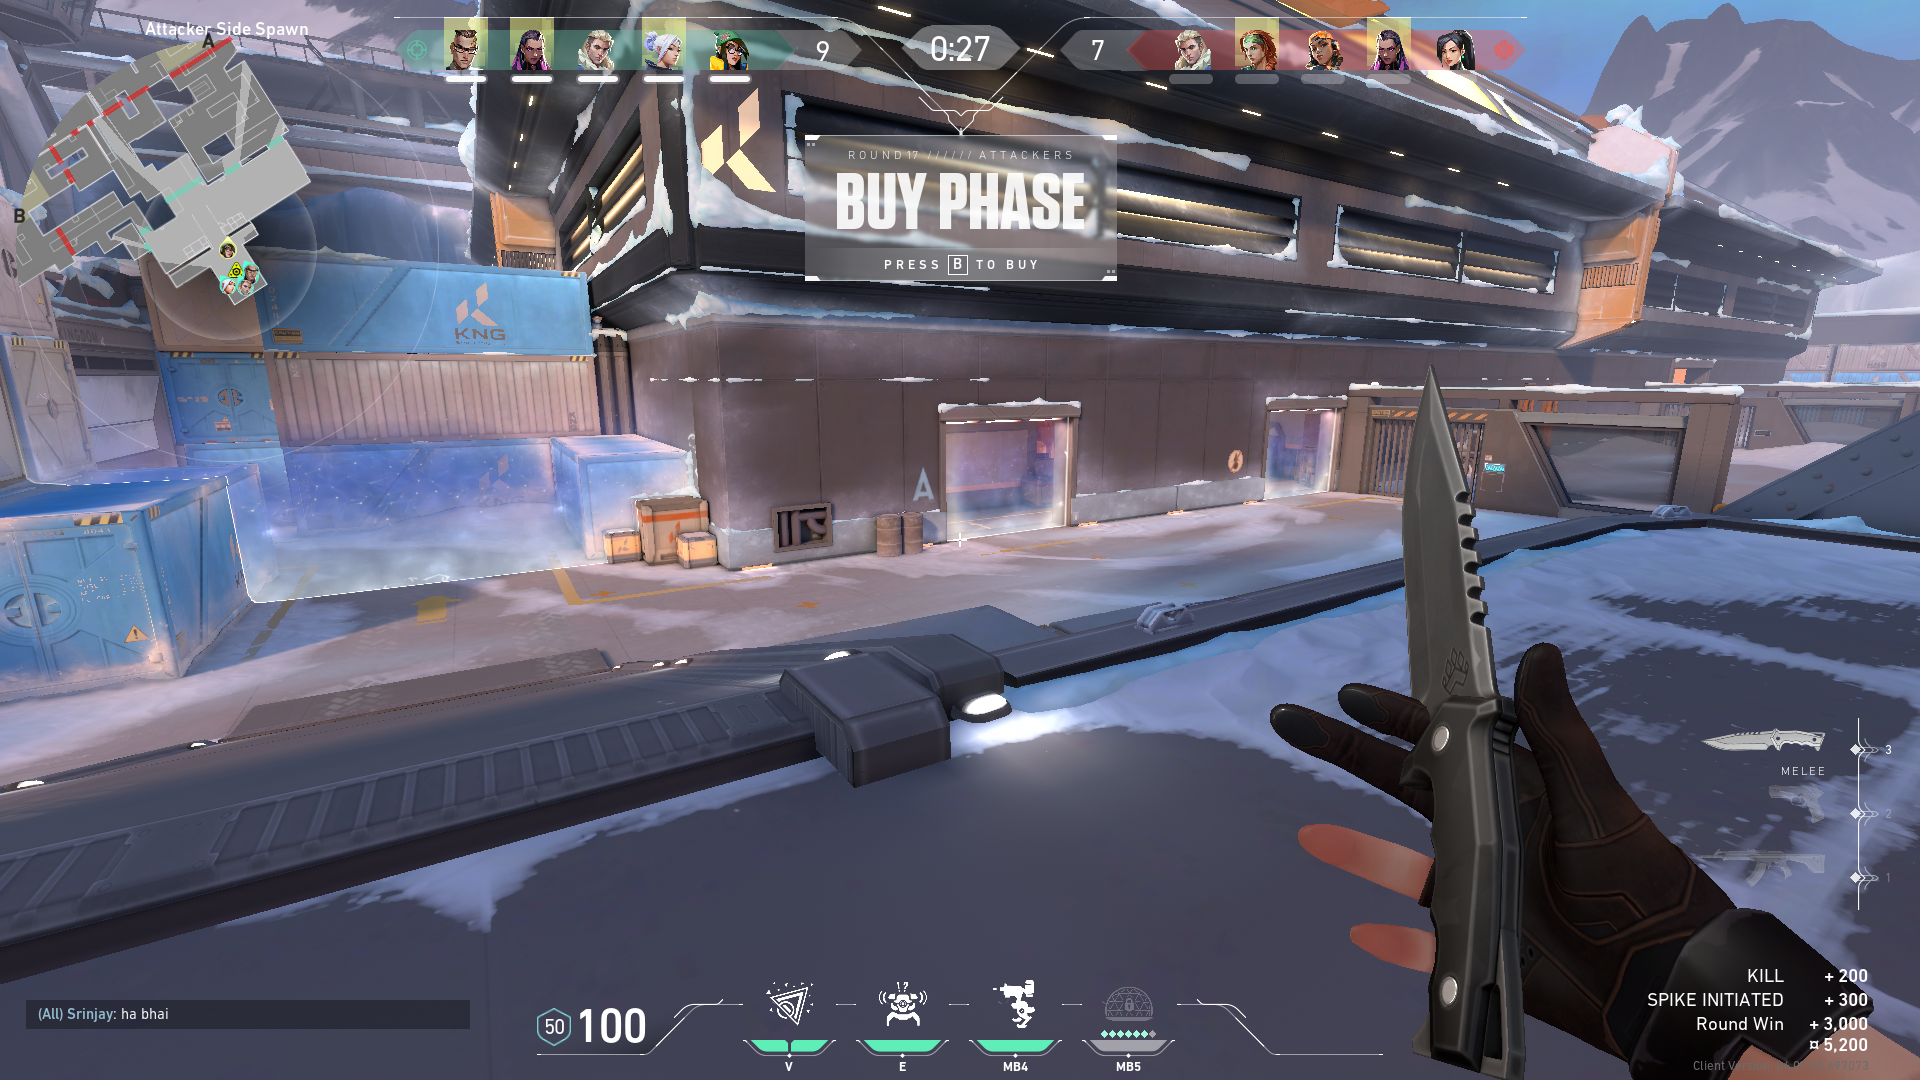 Attacker Side Spawn
A
B
9
0:27
7
ROUND 17 ////// ATTACKERS
BUY PHASE
PRESS B TO BUY
KNG
A
3
MELEE
2
1
KILL + 200
SPIKE INITIATED + 300
Round Win + 3,000
¤ 5,200
(All) Srinjay: ha bhai
50 100
V
E
MB4
MB5